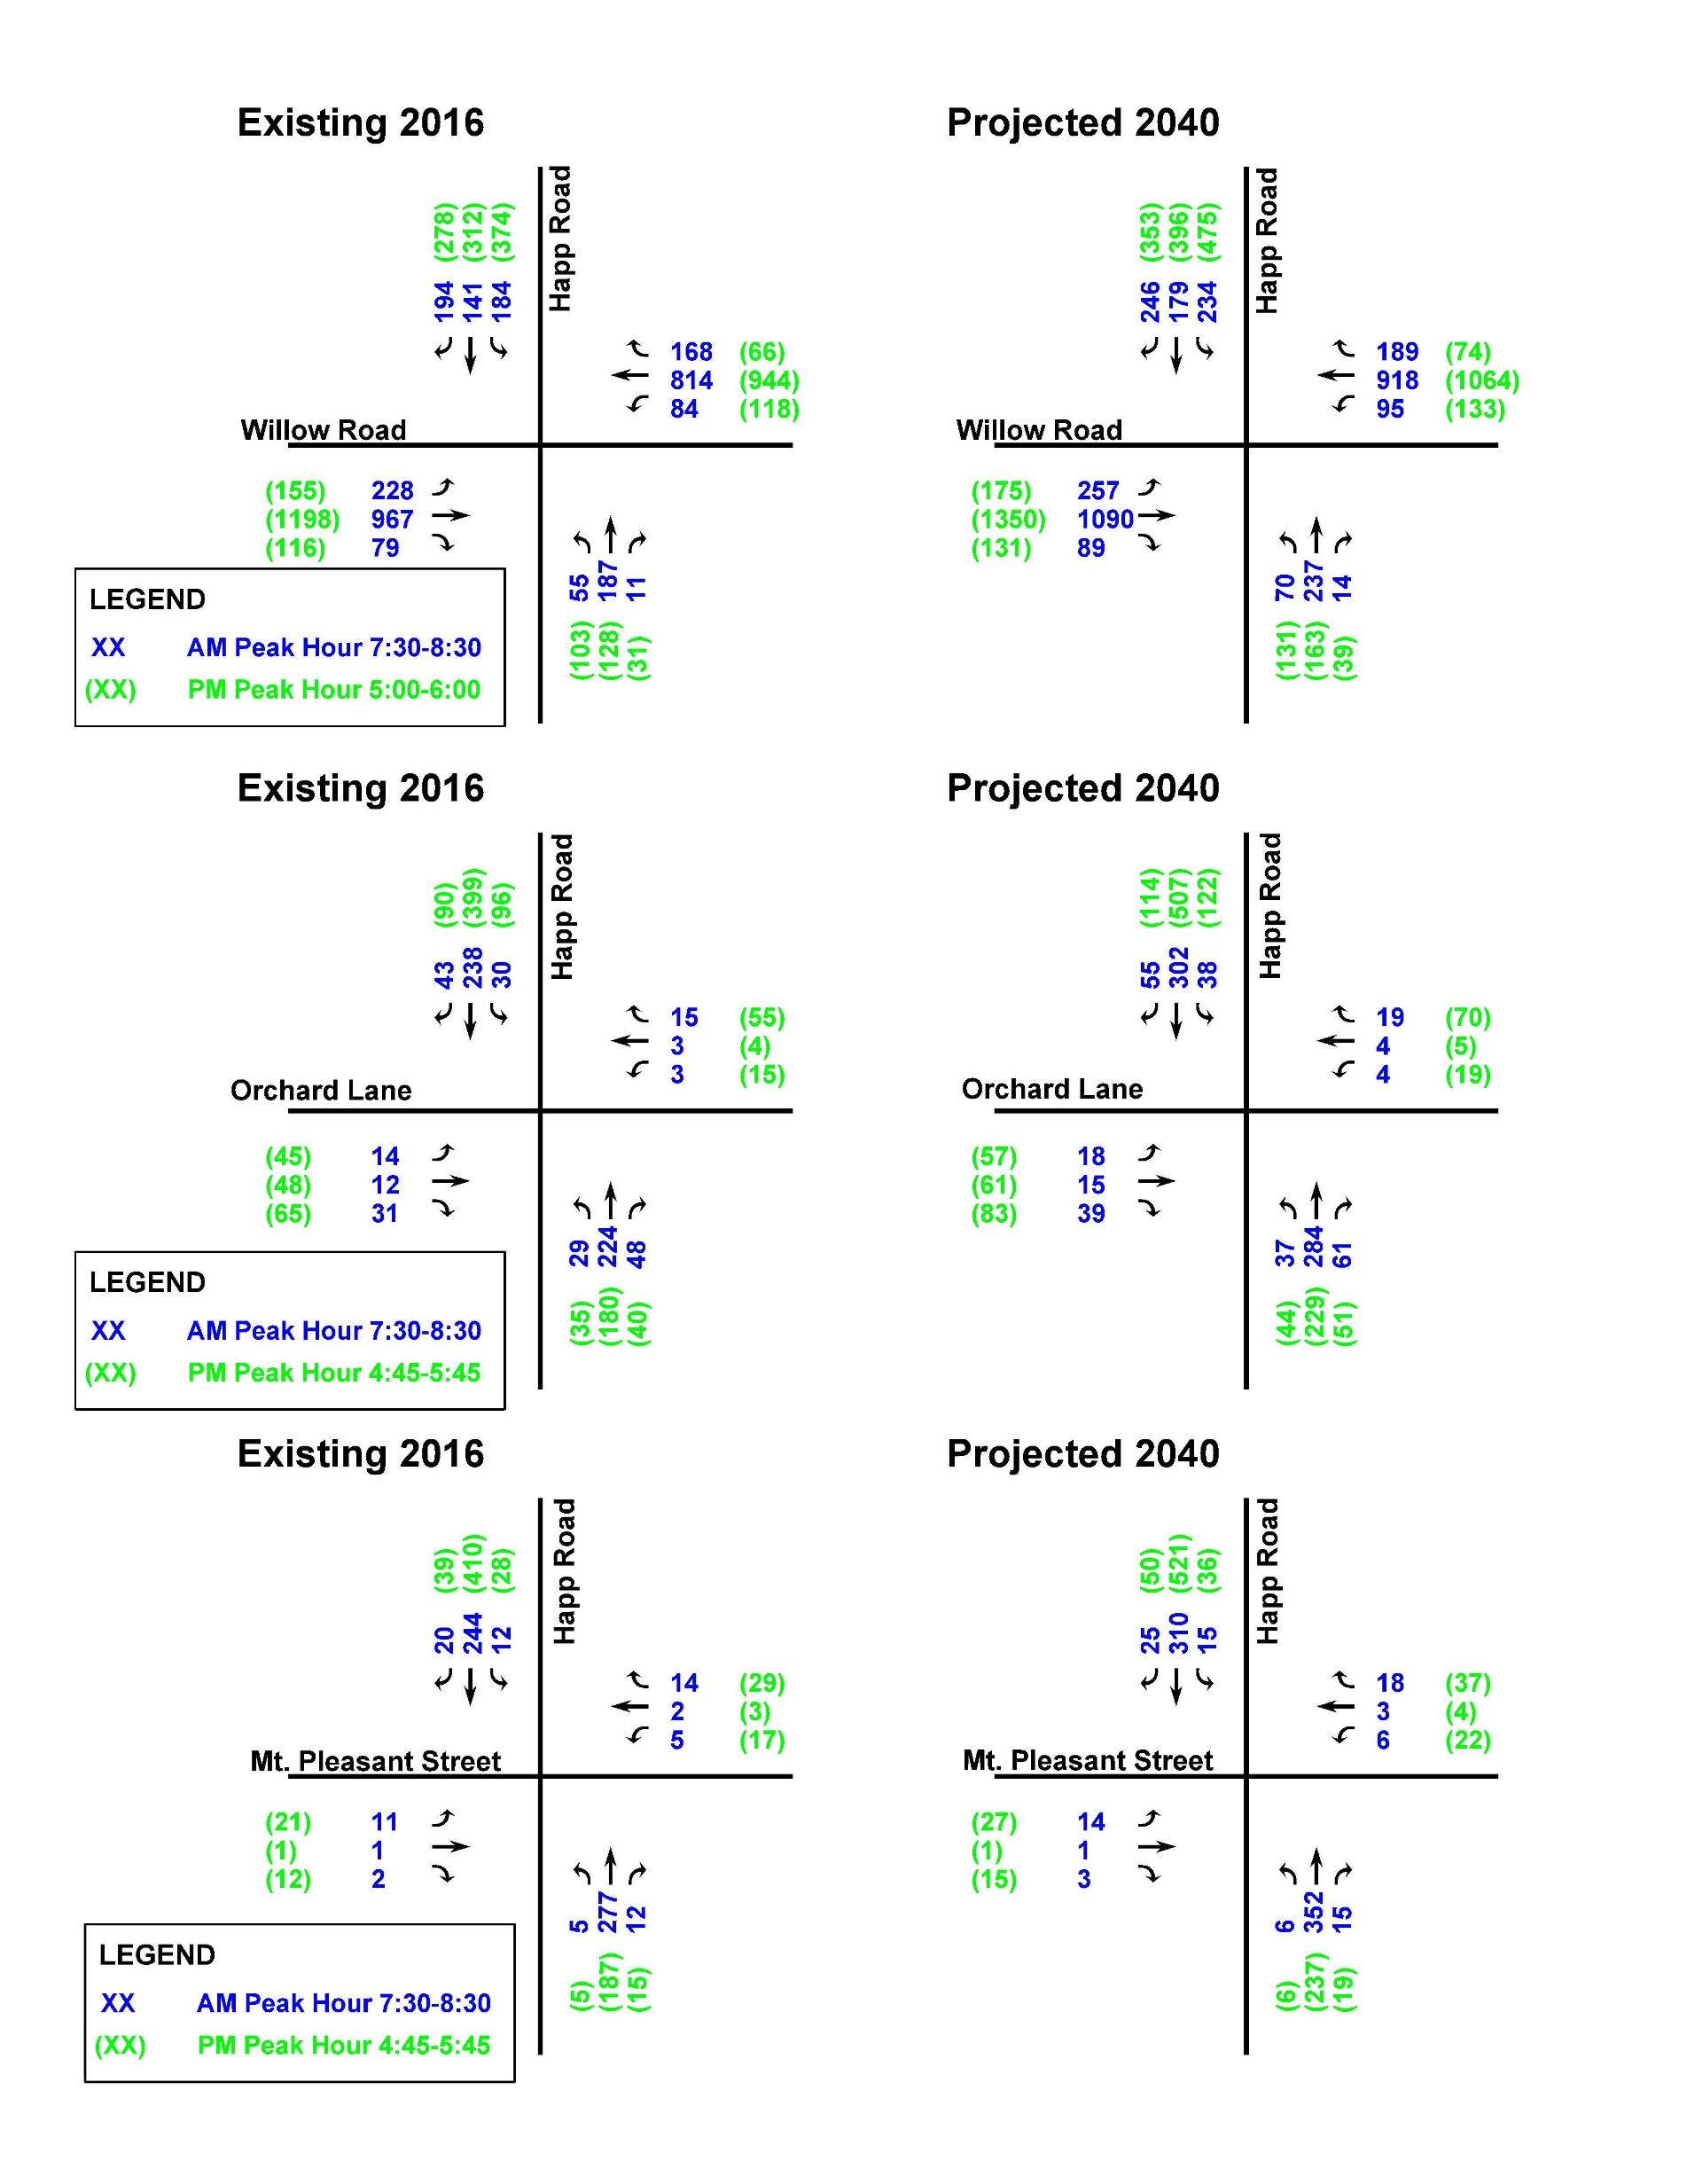 Existing 2016
Happ Road
(278) (312) (374)
194 141 184
168 (66)
814 (944)
84 (118)
Willow Road
(155) 228
(1198) 967
(116) 79
55 187 11
(103) (128) (31)
LEGEND
XX AM Peak Hour 7:30-8:30
(XX) PM Peak Hour 5:00-6:00
Projected 2040
Happ Road
(353) (396) (475)
246 179 234
189 (74)
918 (1064)
95 (133)
Willow Road
(175) 257
(1350) 1090
(131) 89
70 237 14
(131) (163) (39)
Existing 2016
Happ Road
(90) (399) (96)
43 238 30
15 (55)
3 (4)
3 (15)
Orchard Lane
(45) 14
(48) 12
(65) 31
29 224 48
(35) (180) (40)
LEGEND
XX AM Peak Hour 7:30-8:30
(XX) PM Peak Hour 4:45-5:45
Projected 2040
Happ Road
(114) (507) (122)
55 302 38
19 (70)
4 (5)
4 (19)
Orchard Lane
(57) 18
(61) 15
(83) 39
37 284 61
(44) (229) (51)
Existing 2016
Happ Road
(39) (410) (28)
20 244 12
14 (29)
2 (3)
5 (17)
Mt. Pleasant Street
(21) 11
(1) 1
(12) 2
5 277 12
(5) (187) (15)
LEGEND
XX AM Peak Hour 7:30-8:30
(XX) PM Peak Hour 4:45-5:45
Projected 2040
Happ Road
(50) (521) (36)
25 310 15
18 (37)
3 (4)
6 (22)
Mt. Pleasant Street
(27) 14
(1) 1
(15) 3
6 352 15
(6) (237) (19)